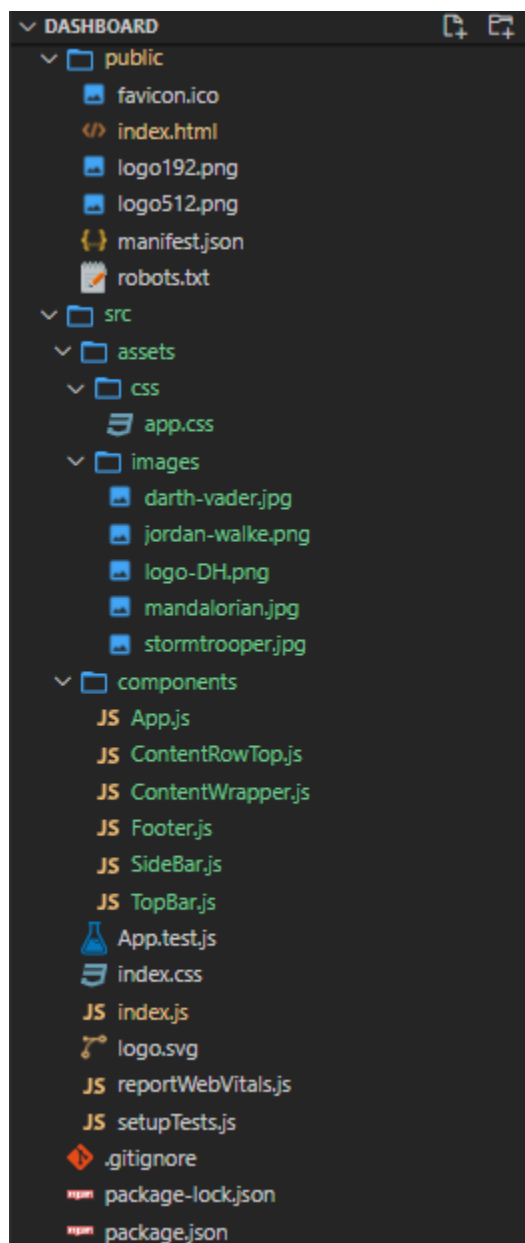 DASHBOARD
public
favicon.ico
index.html
logo192.png
logo512.png
manifest.json
robots.txt
src
assets
css
app.css
images
darth-vader.jpg
jordan-walke.png
logo-DH.png
mandalorian.jpg
stormtrooper.jpg
components
JS App.js
JS ContentRowTop.js
JS ContentWrapper.js
JS Footer.js
JS SideBar.js
JS TopBar.js
App.test.js
index.css
JS index.js
logo.svg
JS reportWebVitals.js
JS setupTests.js
.gitignore
npm package-lock.json
npm package.json